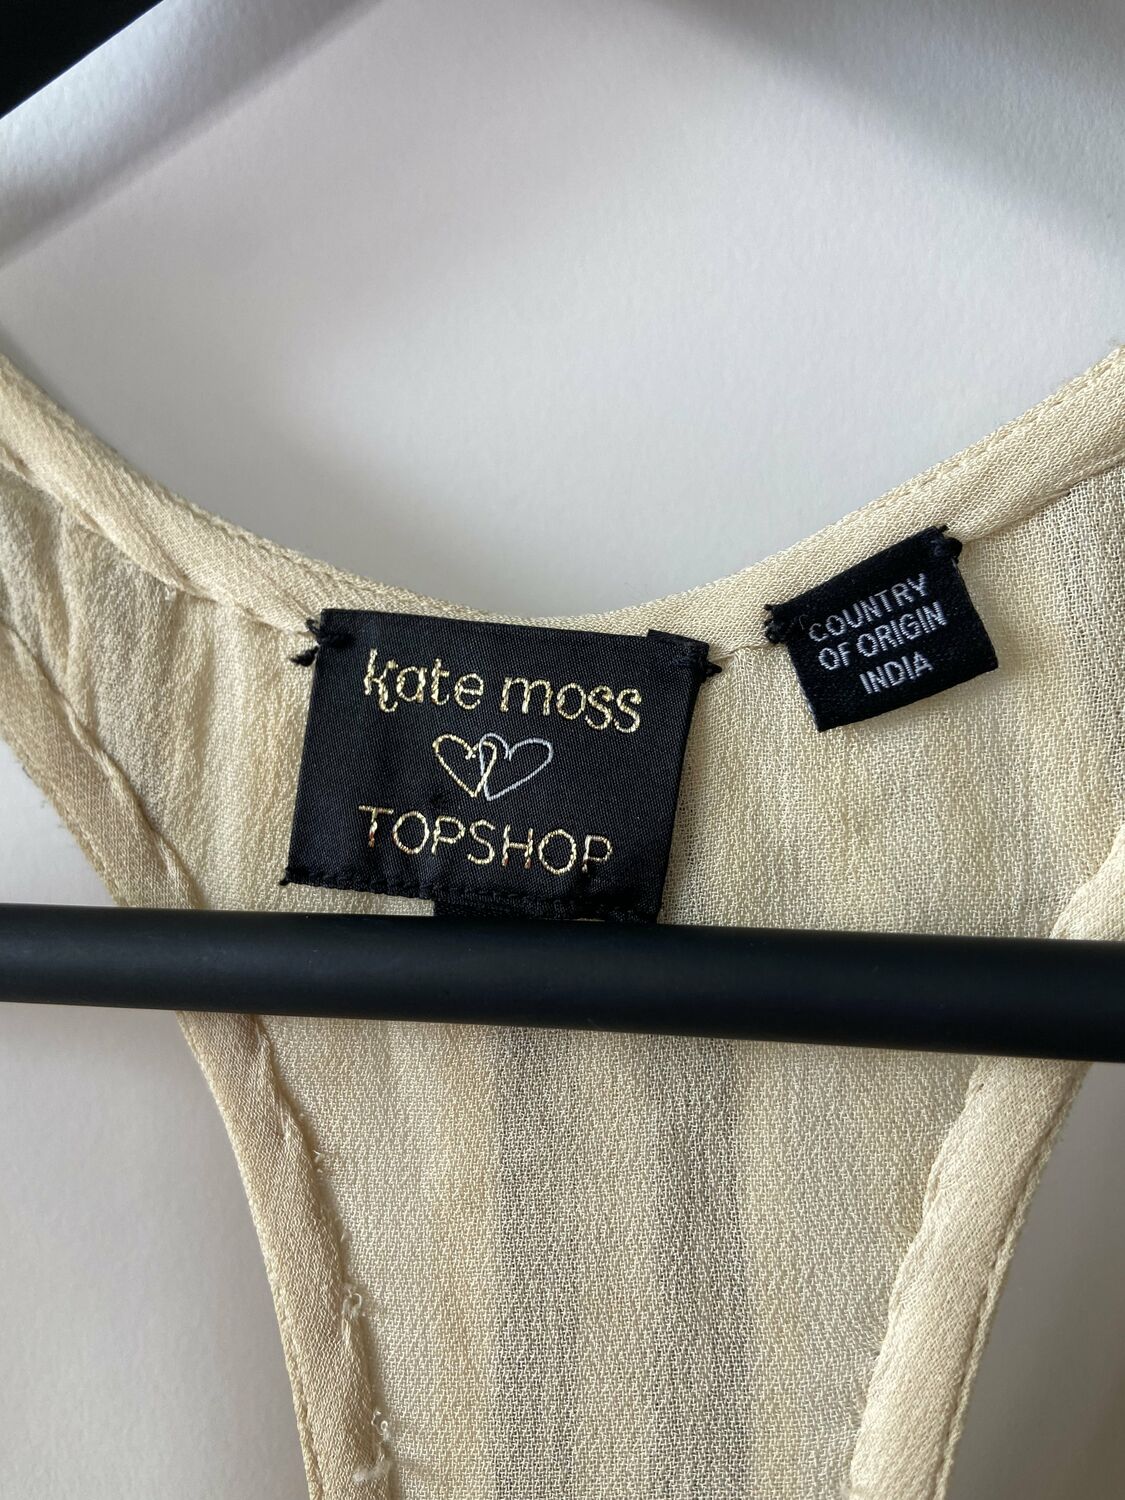 kate moss
TOPSHOP
COUNTRY
OF ORIGIN
INDIA